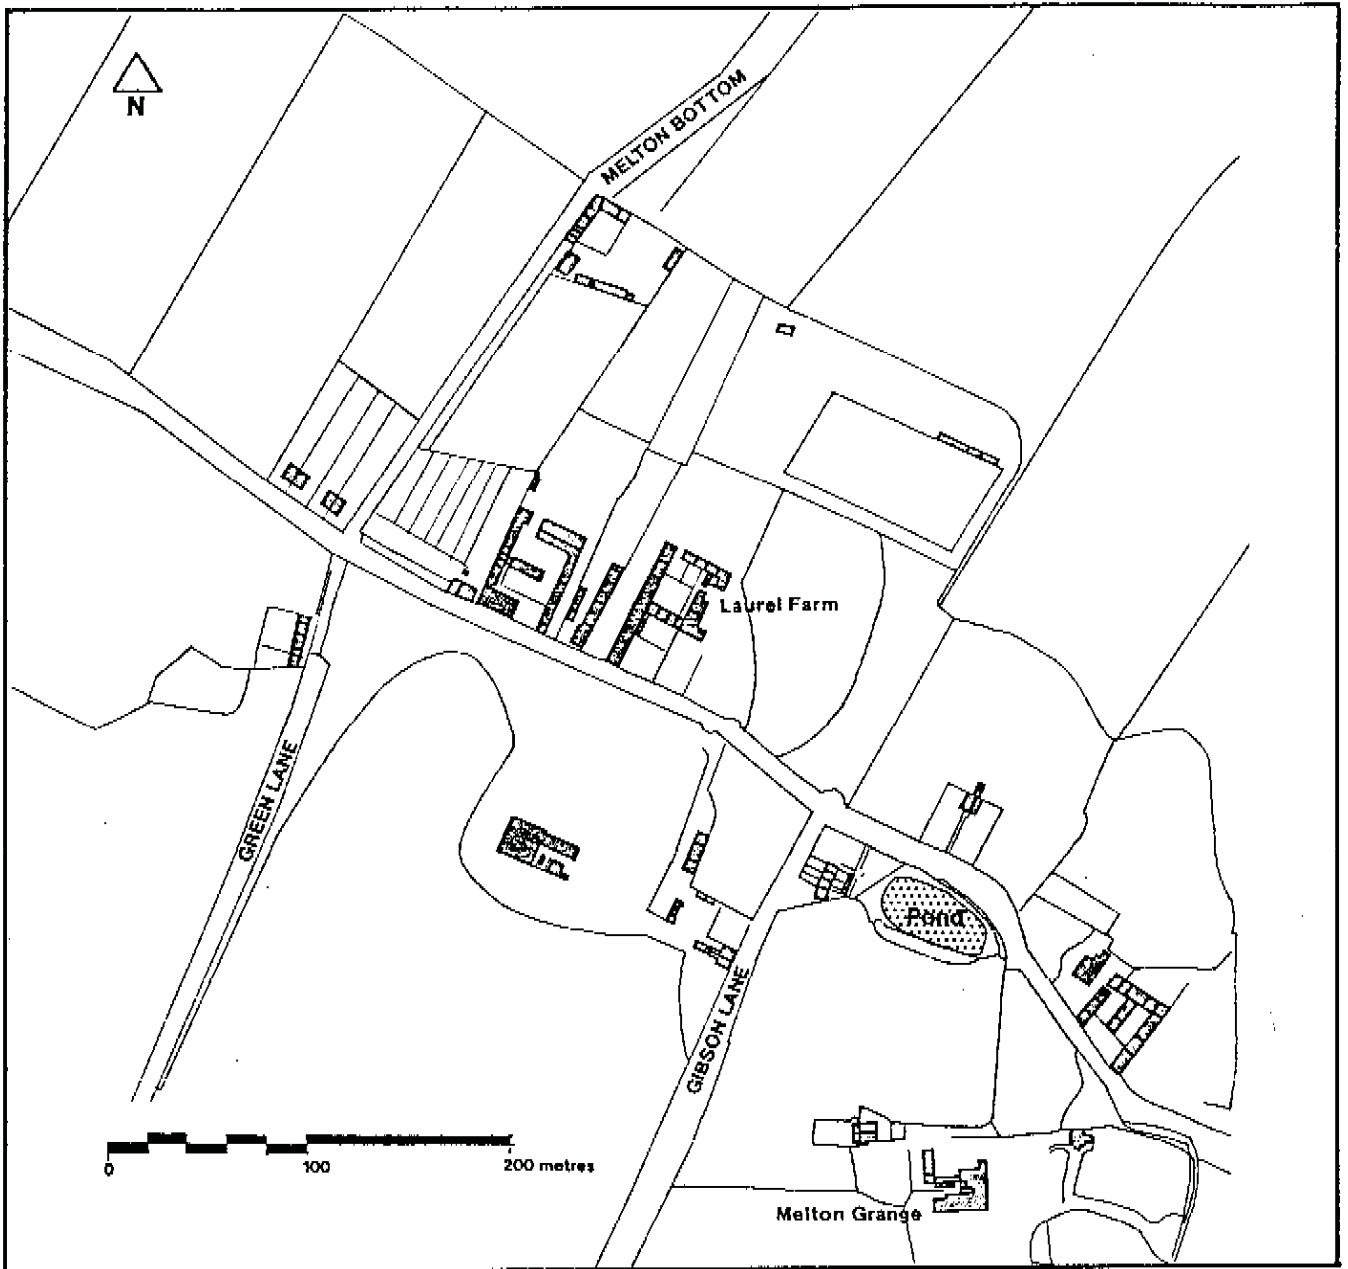 N
MELTON BOTTOM
Laurel Farm
GREEN LANE
Pond
GIBSON LANE
0 100 200 metres
Melton Grange